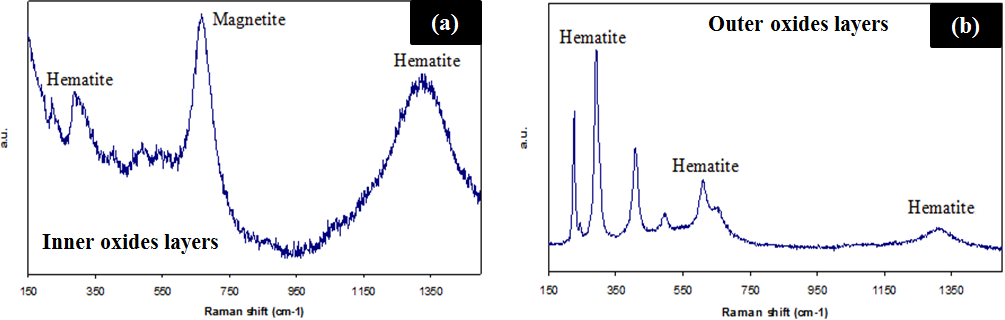 (a)
Magnetite
Hematite
Hematite
Inner oxides layers
a.u.
150 350 550 750 950 1150 1350
Raman shift (cm-1)
(b)
Outer oxides layers
Hematite
Hematite
Hematite
a.u.
150 350 550 750 950 1150 1350
Raman shift (cm-1)